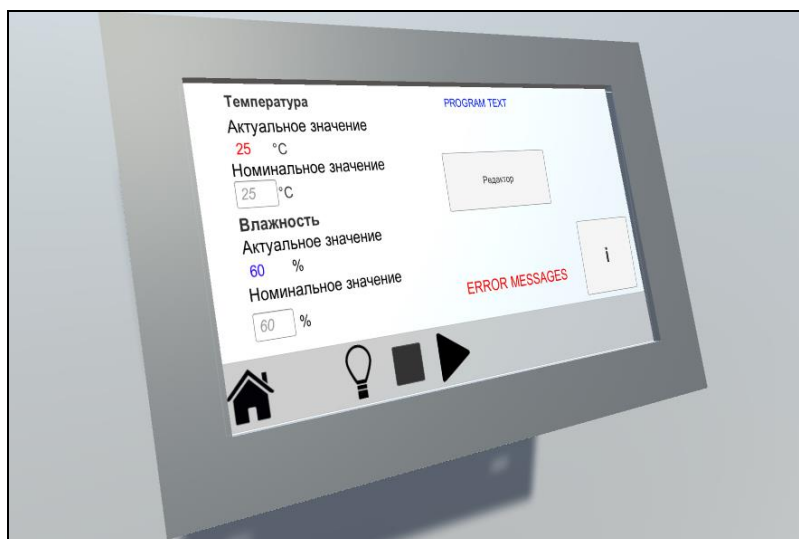 Температура
Актуальное значение
25 °C
Номинальное значение
25 °C
Влажность
Актуальное значение
60 %
Номинальное значение
60 %
PROGRAM TEXT
Редактор
ERROR MESSAGES
i